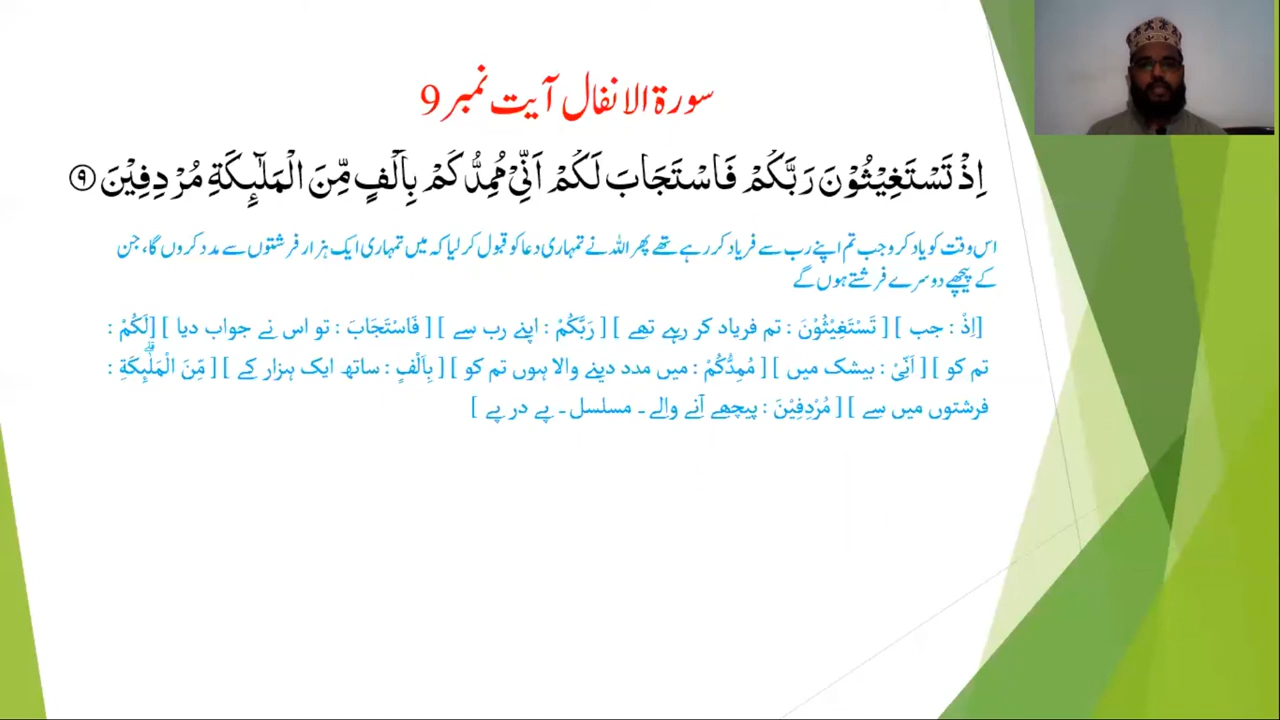 سورۃ الانفال آیت نمبر 9
اِذْ تَسْتَغِيْثُوْنَ رَبَّكُمْ فَاسْتَجَابَ لَكُمْ اَنِّيْ مُمِدُّكُمْ بِاَلْفٍ مِّنَ الْمَلٰٓىِٕكَةِ مُرْدِفِيْنَ ۹
اس وقت کو یاد کرو جب تم اپنے رب سے فریاد کر رہے تھے پھر اللہ نے تمہاری دعا کو قبول کر لیا کہ میں تمہاری ایک ہزار فرشتوں سے مدد کروں گا، جن
کے پیچھے دوسرے فرشتے ہوں گے
[اِذْ : جب ] [ تَسْتَغِيْثُوْنَ : تم فریاد کر رہے تھے ] [ رَبَّكُمْ : اپنے رب سے ] [ فَاسْتَجَابَ : تو اس نے جواب دیا ] [لَكُمْ :
تم کو ] [ اَنِّىْ : بیشک میں ] [ مُمِدُّكُمْ : میں مدد دینے والا ہوں تم کو ] [ بِاَلْفٍ : ساتھ ایک ہزار کے ] [ مِّنَ الْمَلٰۗىِٕكَةِ :
فرشتوں میں سے ] [ مُرْدِفِيْنَ : پیچھے آنے والے۔ مسلسل۔ پے در پے ]